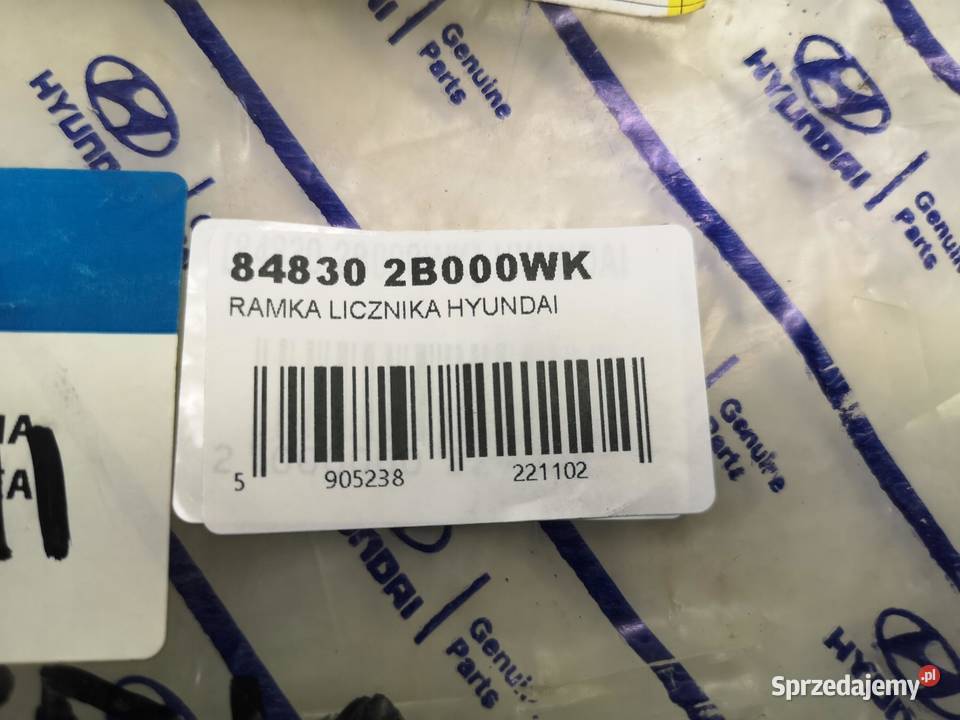 Genuine
Parts
HYUNDAI
HYUNDAI
Genuine
Parts
84830 2B000WK
RAMKA LICZNIKA HYUNDAI
5 905238 221102
Genuine
Parts
Genuine
Parts
HYUNDAI
Sprzedajemy.pl